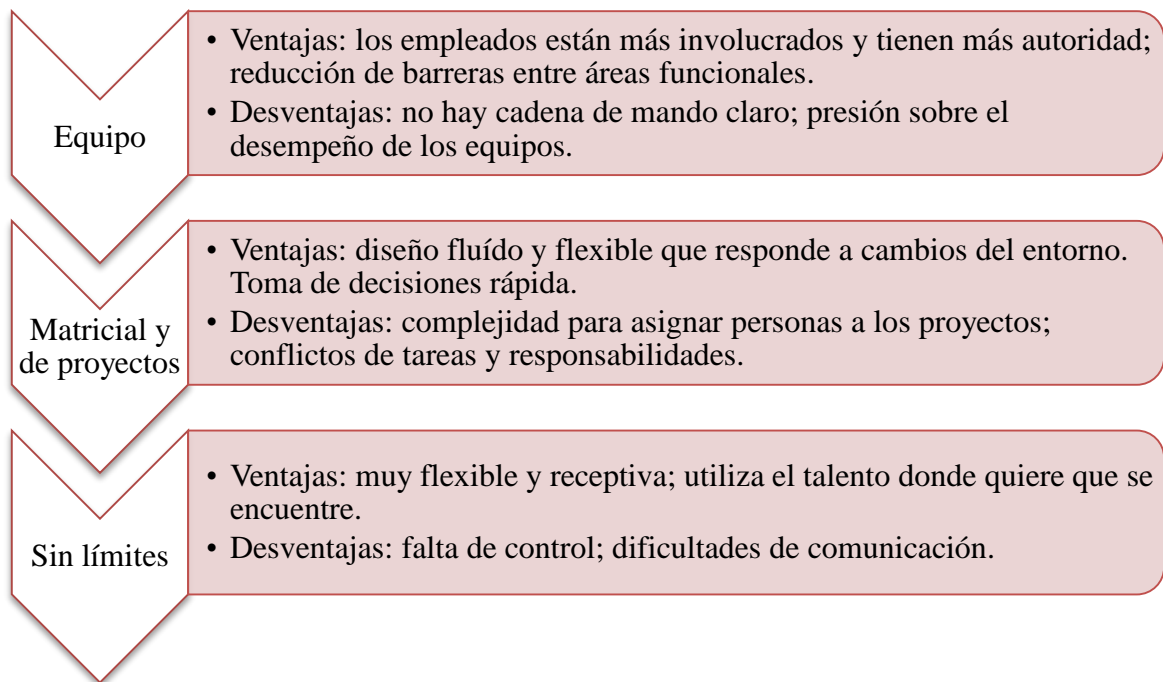 Equipo
• Ventajas: los empleados están más involucrados y tienen más autoridad;
reducción de barreras entre áreas funcionales.
• Desventajas: no hay cadena de mando claro; presión sobre el
desempeño de los equipos.
Matricial y
de proyectos
• Ventajas: diseño fluído y flexible que responde a cambios del entorno.
Toma de decisiones rápida.
• Desventajas: complejidad para asignar personas a los proyectos;
conflictos de tareas y responsabilidades.
Sin límites
• Ventajas: muy flexible y receptiva; utiliza el talento donde quiere que se
encuentre.
• Desventajas: falta de control; dificultades de comunicación.